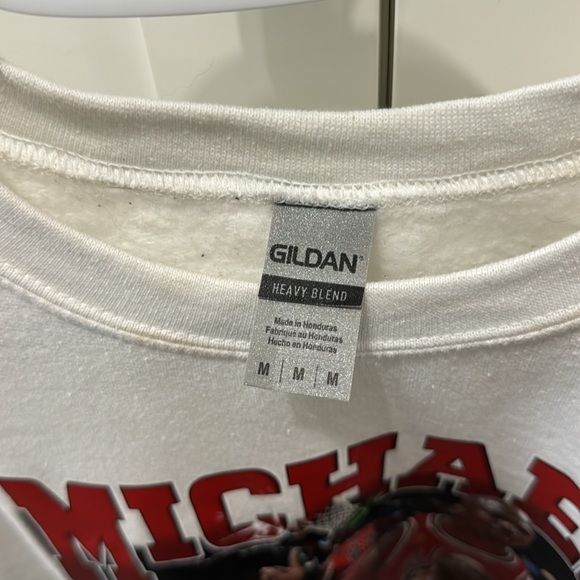 GILDAN®
HEAVY BLEND
Made in Honduras
Fabriqué au Honduras
Hecho en Honduras
M | M | M
MICHAE